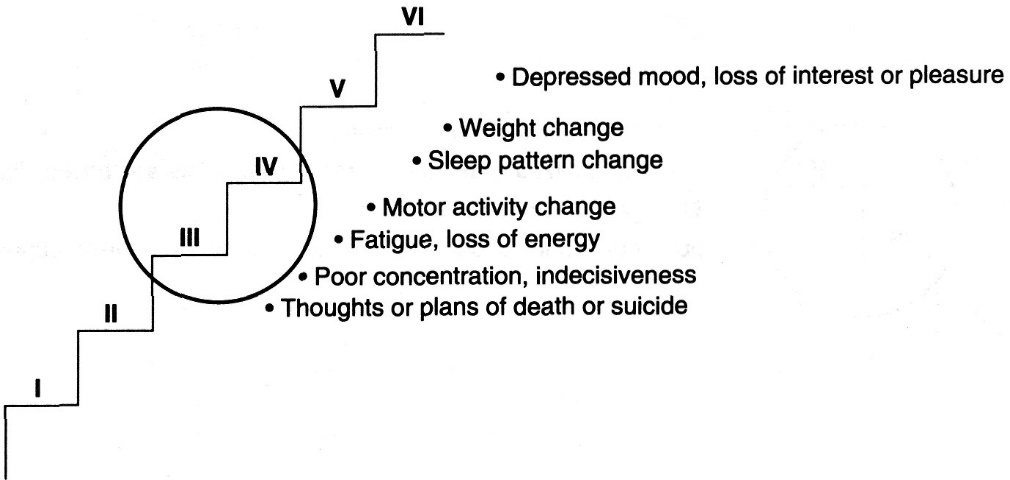 VI
• Depressed mood, loss of interest or pleasure
V
• Weight change
• Sleep pattern change
IV
• Motor activity change
III
• Fatigue, loss of energy
• Poor concentration, indecisiveness
• Thoughts or plans of death or suicide
II
I